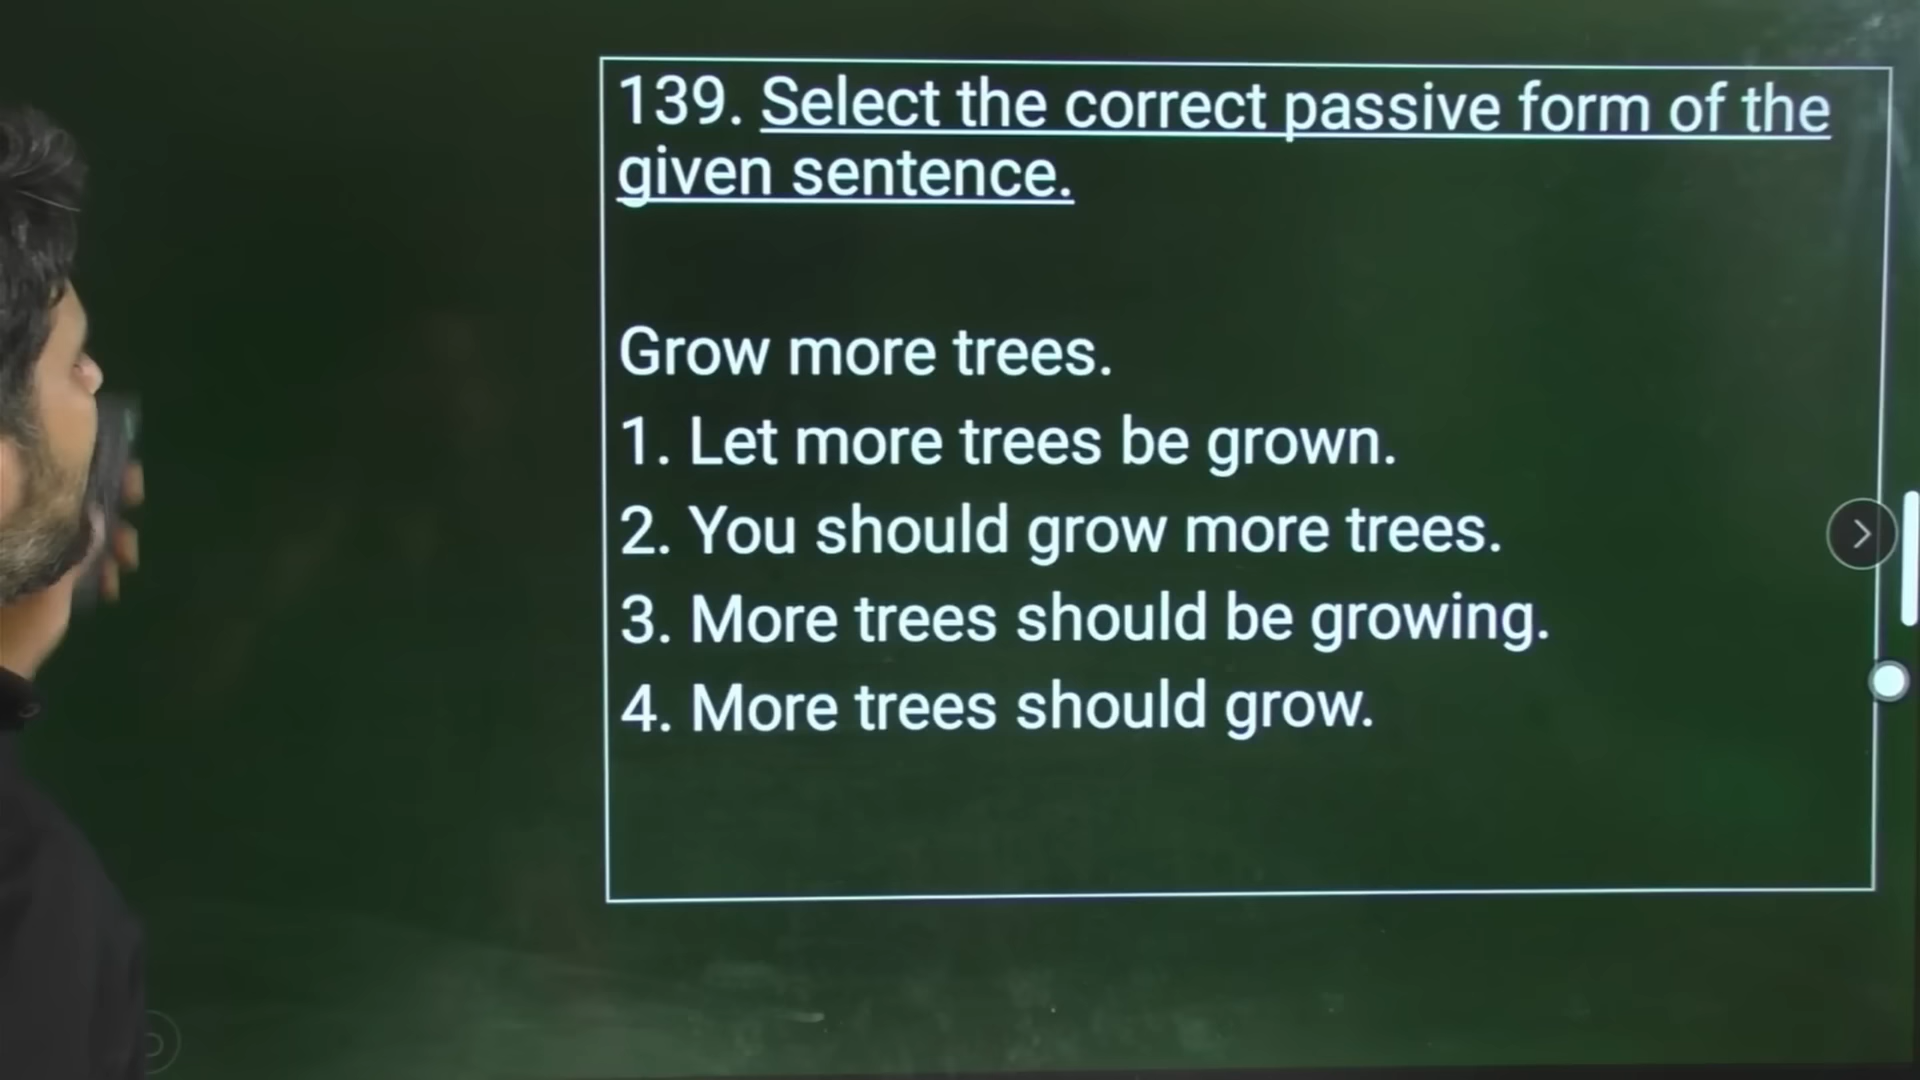 139. Select the correct passive form of the
given sentence.
Grow more trees.
1. Let more trees be grown.
2. You should grow more trees.
3. More trees should be growing.
4. More trees should grow.